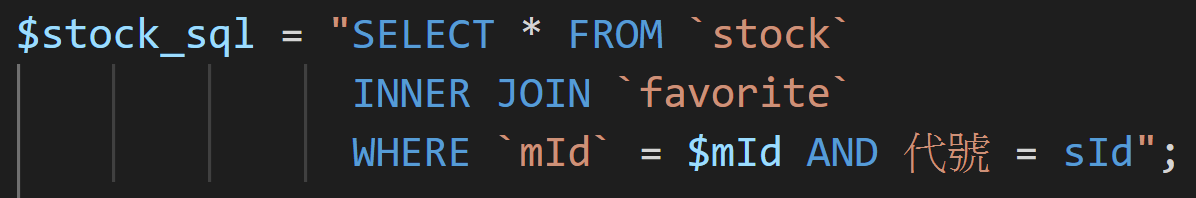 $stock_sql = "SELECT * FROM `stock`
INNER JOIN `favorite`
WHERE `mId` = $mId AND 代號 = sId";